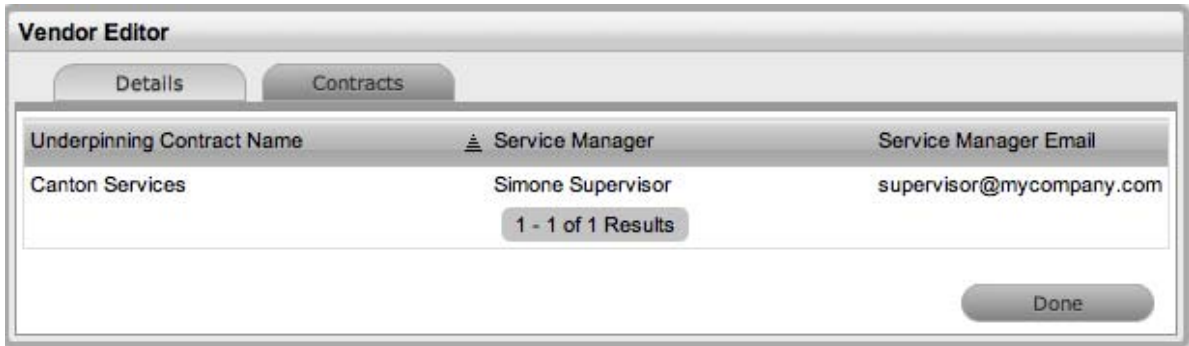 Vendor Editor
Details Contracts
Underpinning Contract Name Service Manager Service Manager Email
Canton Services Simone Supervisor supervisor@mycompany.com
1 - 1 of 1 Results
Done